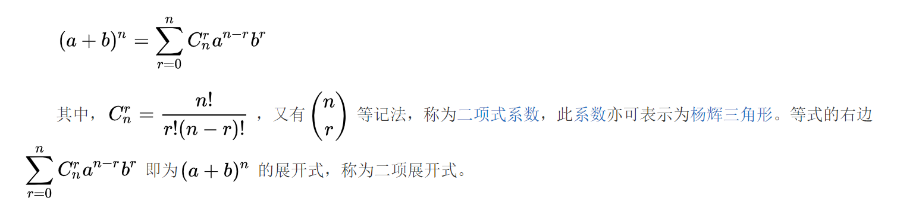 $(a+b)^n = \sum_{r=0}^{n} C_n^r a^{n-r} b^r$
其中，$C_n^r = \frac{n!}{r!(n-r)!}$，又有$\binom{n}{r}$等记法，称为二项式系数，此系数亦可表示为杨辉三角形。等式的右边
$\sum_{r=0}^{n} C_n^r a^{n-r} b^r$ 即为$(a+b)^n$ 的展开式，称为二项展开式。